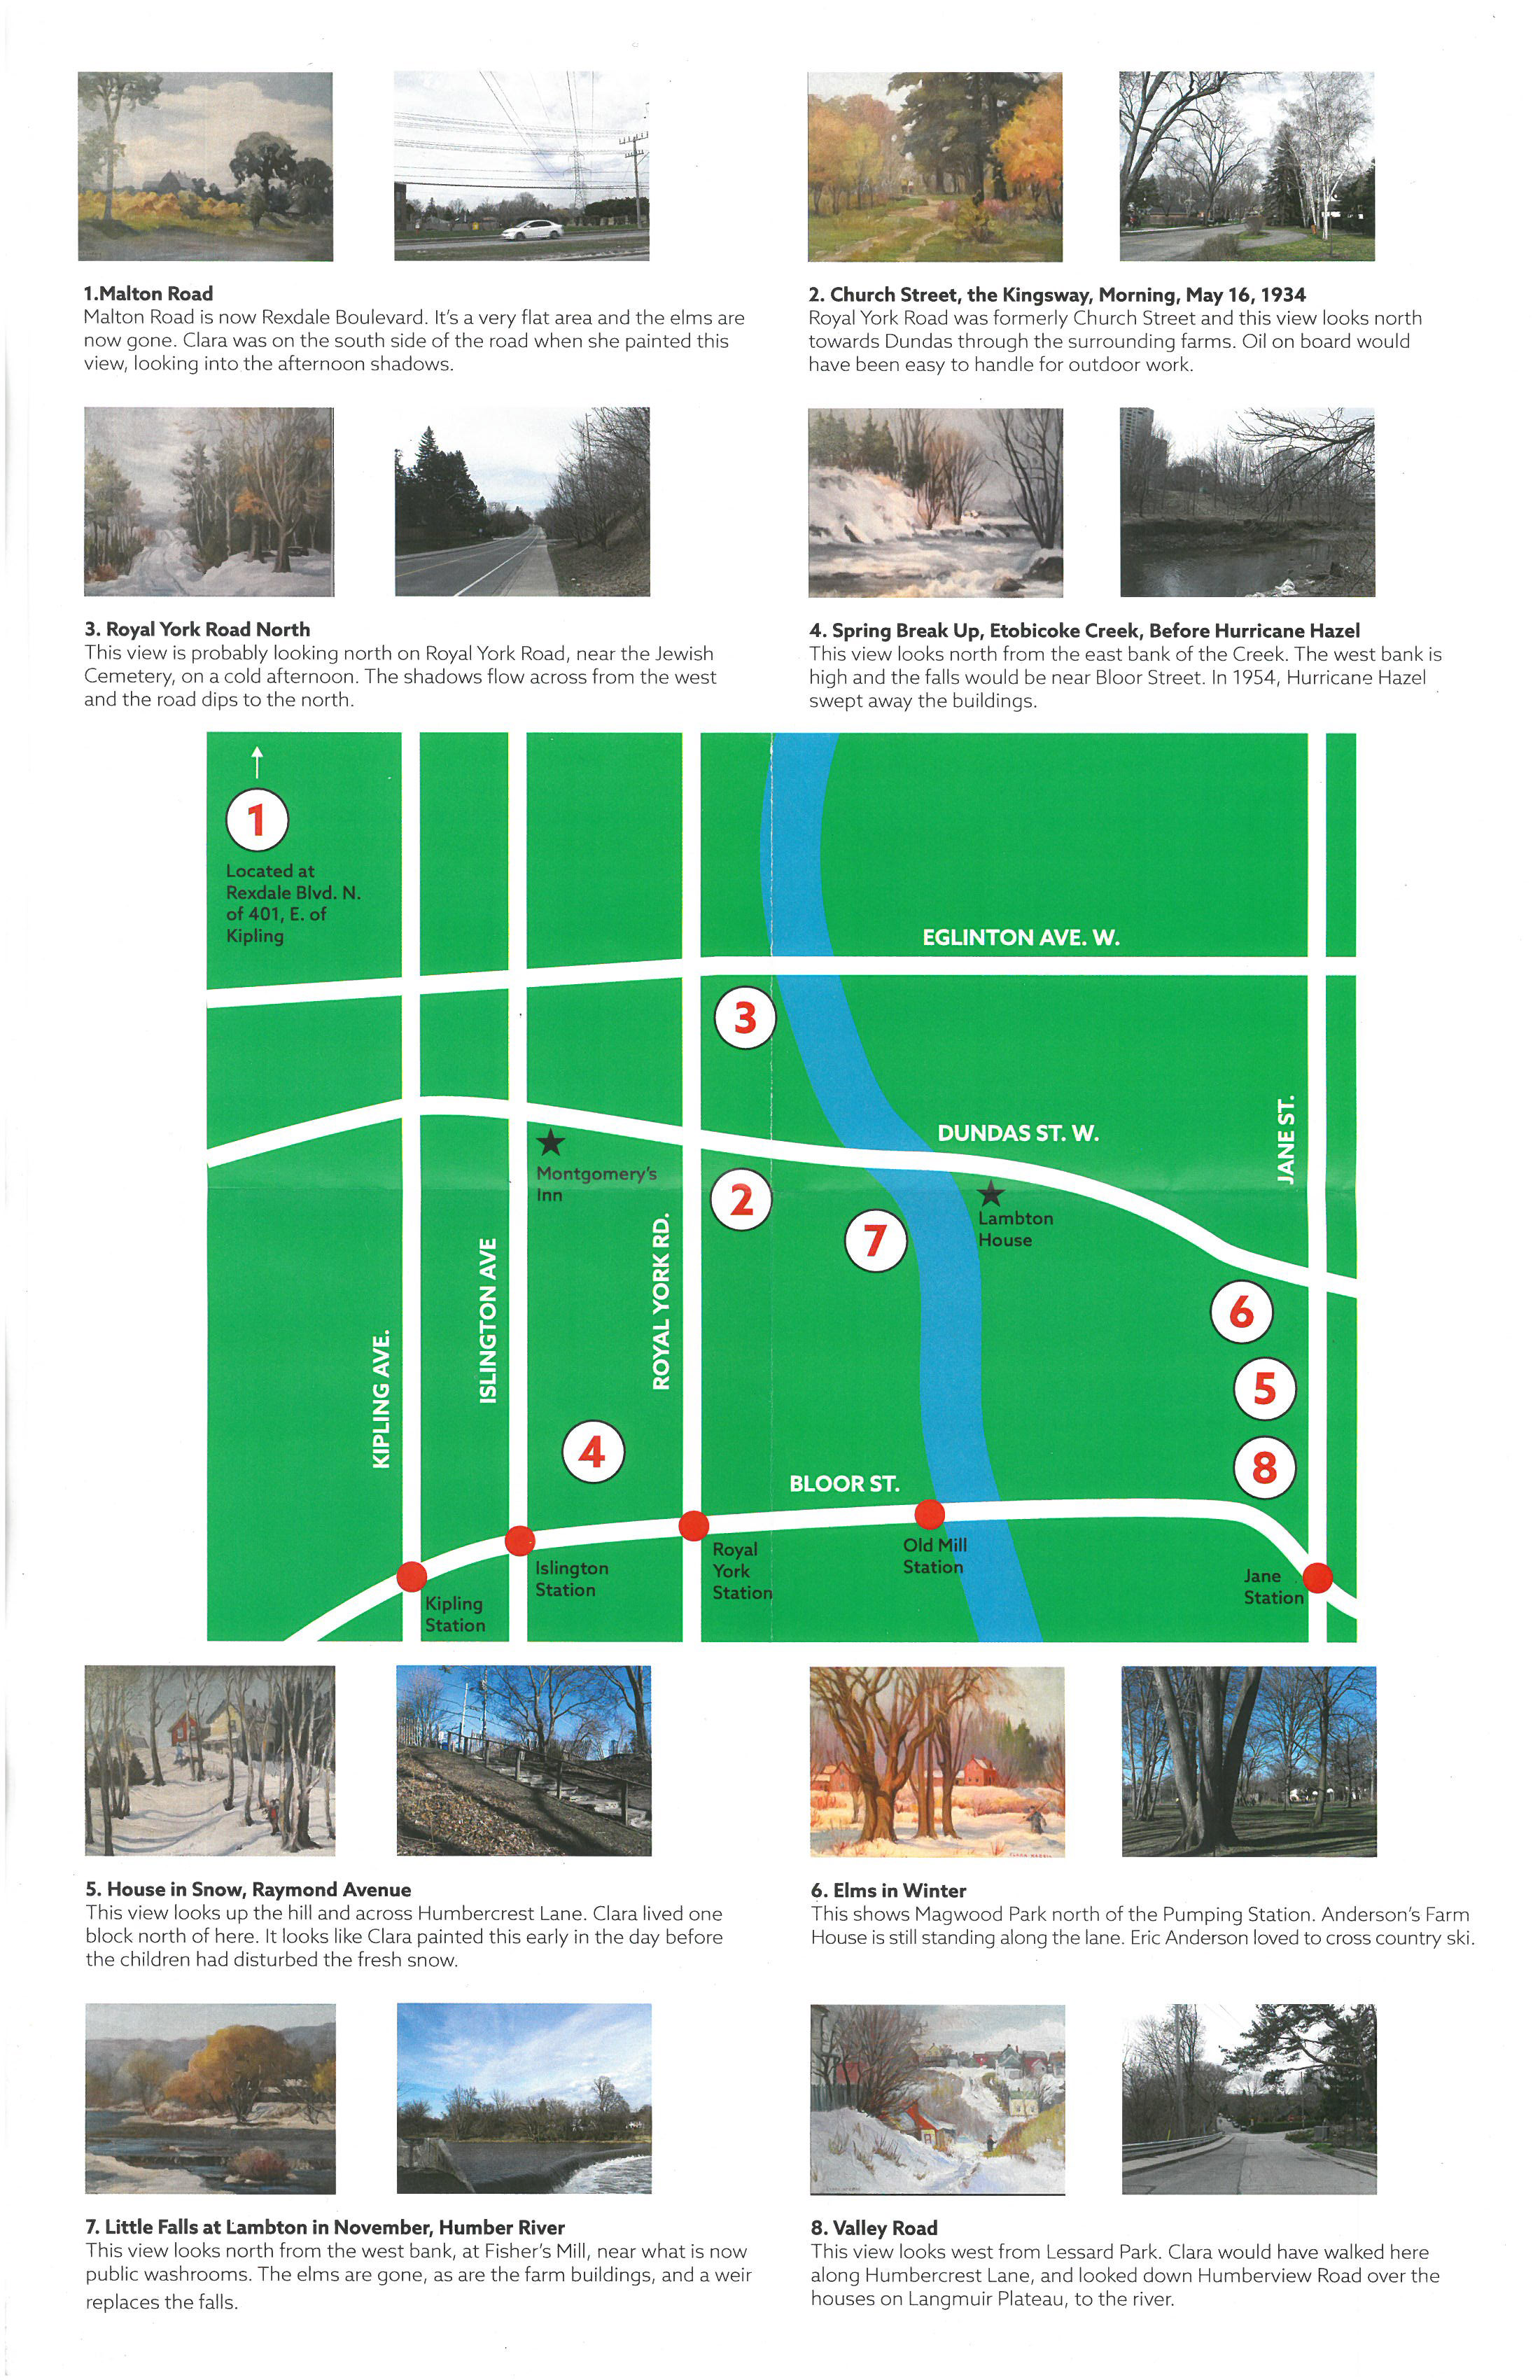 1.Malton Road
Malton Road is now Rexdale Boulevard. It's a very flat area and the elms are
now gone. Clara was on the south side of the road when she painted this
view, looking into the afternoon shadows.
2. Church Street, the Kingsway, Morning, May 16, 1934
Royal York Road was formerly Church Street and this view looks north
towards Dundas through the surrounding farms. Oil on board would
have been easy to handle for outdoor work.
3. Royal York Road North
This view is probably looking north on Royal York Road, near the Jewish
Cemetery, on a cold afternoon. The shadows flow across from the west
and the road dips to the north.
4. Spring Break Up, Etobicoke Creek, Before Hurricane Hazel
This view looks north from the east bank of the Creek. The west bank is
high and the falls would be near Bloor Street. In 1954, Hurricane Hazel
swept away the buildings.
1
Located at
Rexdale Blvd. N.
of 401, E. of
Kipling
EGLINTON AVE. W.
3
DUNDAS ST. W.
JANE ST.
Montgomery's
Inn
2
Lambton
House
7
ROYAL YORK RD.
ISLINGTON AVE
KIPLING AVE.
6
5
4
8
BLOOR ST.
Old Mill
Station
Royal
York
Station
Islington
Station
Jane
Station
Kipling
Station
5. House in Snow, Raymond Avenue
This view looks up the hill and across Humbercrest Lane. Clara lived one
block north of here. It looks like Clara painted this early in the day before
the children had disturbed the fresh snow.
6. Elms in Winter
This shows Magwood Park north of the Pumping Station. Anderson's Farm
House is still standing along the lane. Eric Anderson loved to cross country ski.
7. Little Falls at Lambton in November, Humber River
This view looks north from the west bank, at Fisher's Mill, near what is now
public washrooms. The elms are gone, as are the farm buildings, and a weir
replaces the falls.
8. Valley Road
This view looks west from Lessard Park. Clara would have walked here
along Humbercrest Lane, and looked down Humberview Road over the
houses on Langmuir Plateau, to the river.